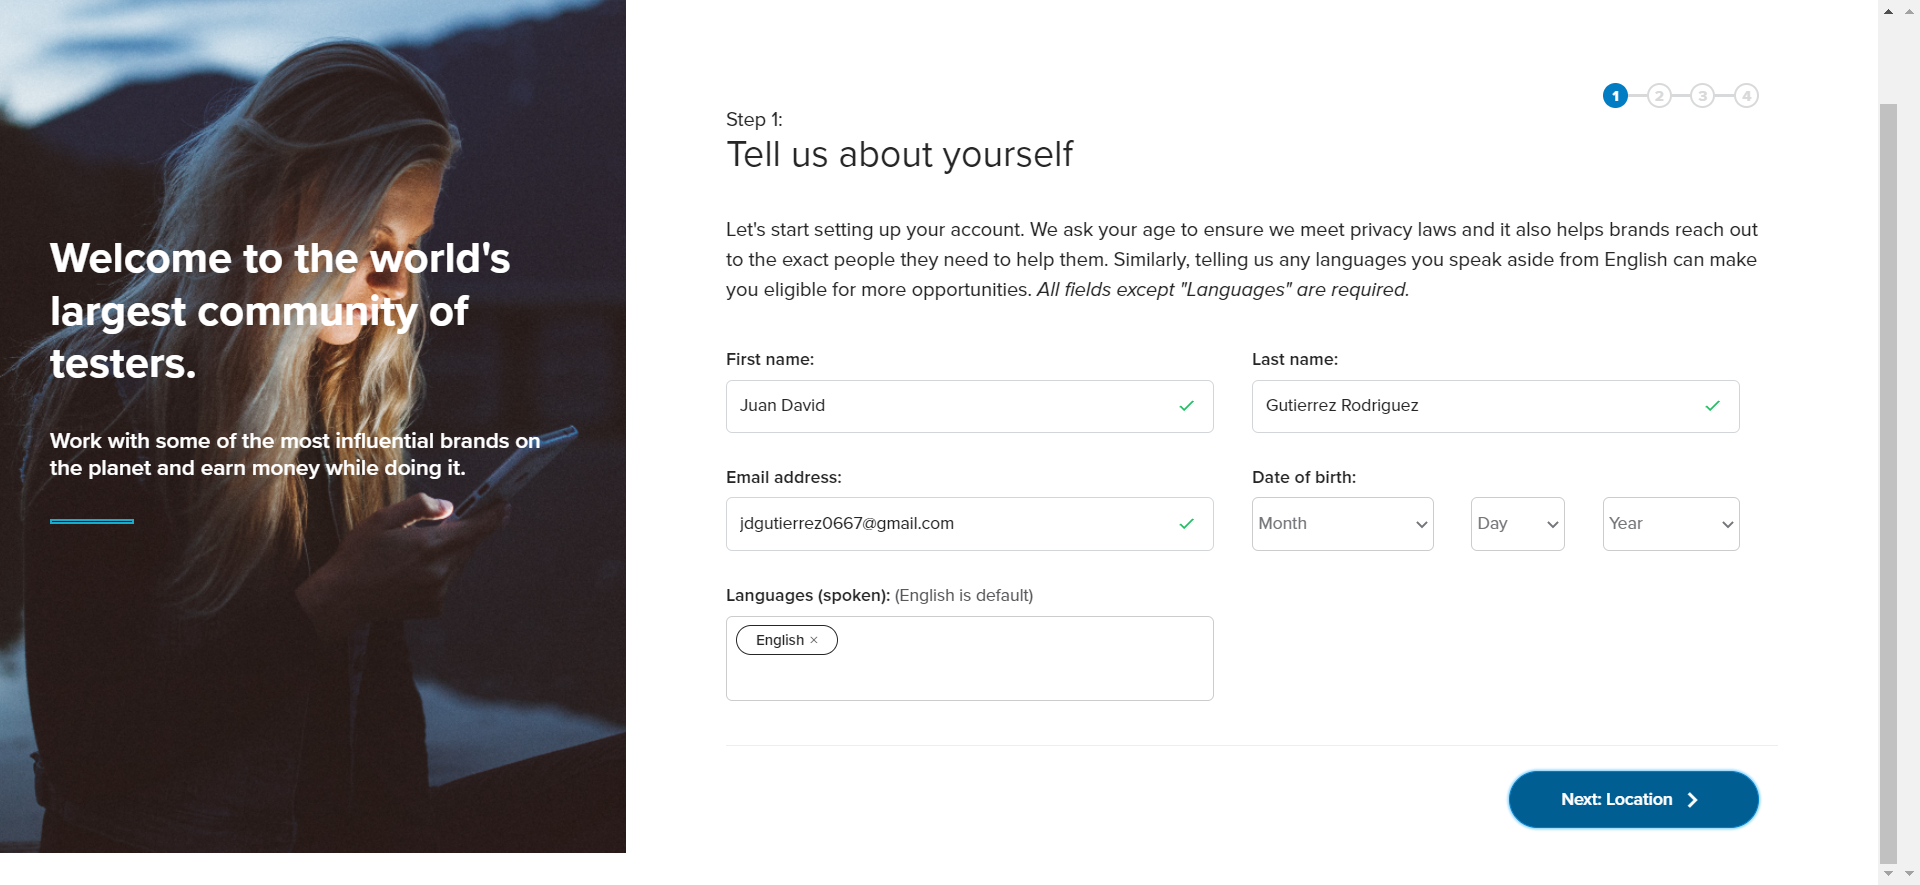 Welcome to the world's
largest community of
testers.
Work with some of the most influential brands on
the planet and earn money while doing it.
1 2 3 4
Step 1:
Tell us about yourself
Let's start setting up your account. We ask your age to ensure we meet privacy laws and it also helps brands reach out
to the exact people they need to help them. Similarly, telling us any languages you speak aside from English can make
you eligible for more opportunities. All fields except "Languages" are required.
First name:
Juan David
Last name:
Gutierrez Rodriguez
Email address:
jdgutierrez0667@gmail.com
Date of birth:
Month
Day
Year
Languages (spoken): (English is default)
English ×
Next: Location